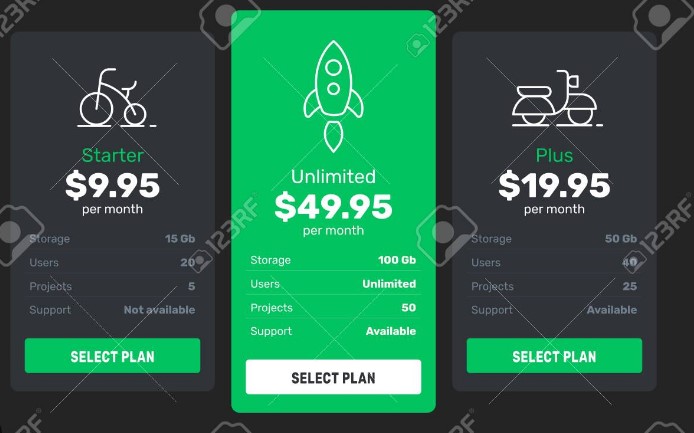 Starter
$9.95
per month
Storage 15 Gb
Users 20
Projects 5
Support Not available
SELECT PLAN
Unlimited
$49.95
per month
Storage 100 Gb
Users Unlimited
Projects 50
Support Available
SELECT PLAN
Plus
$19.95
per month
Storage 50 Gb
Users 40
Projects 25
Support Available
SELECT PLAN
123RF
123RF
123RF